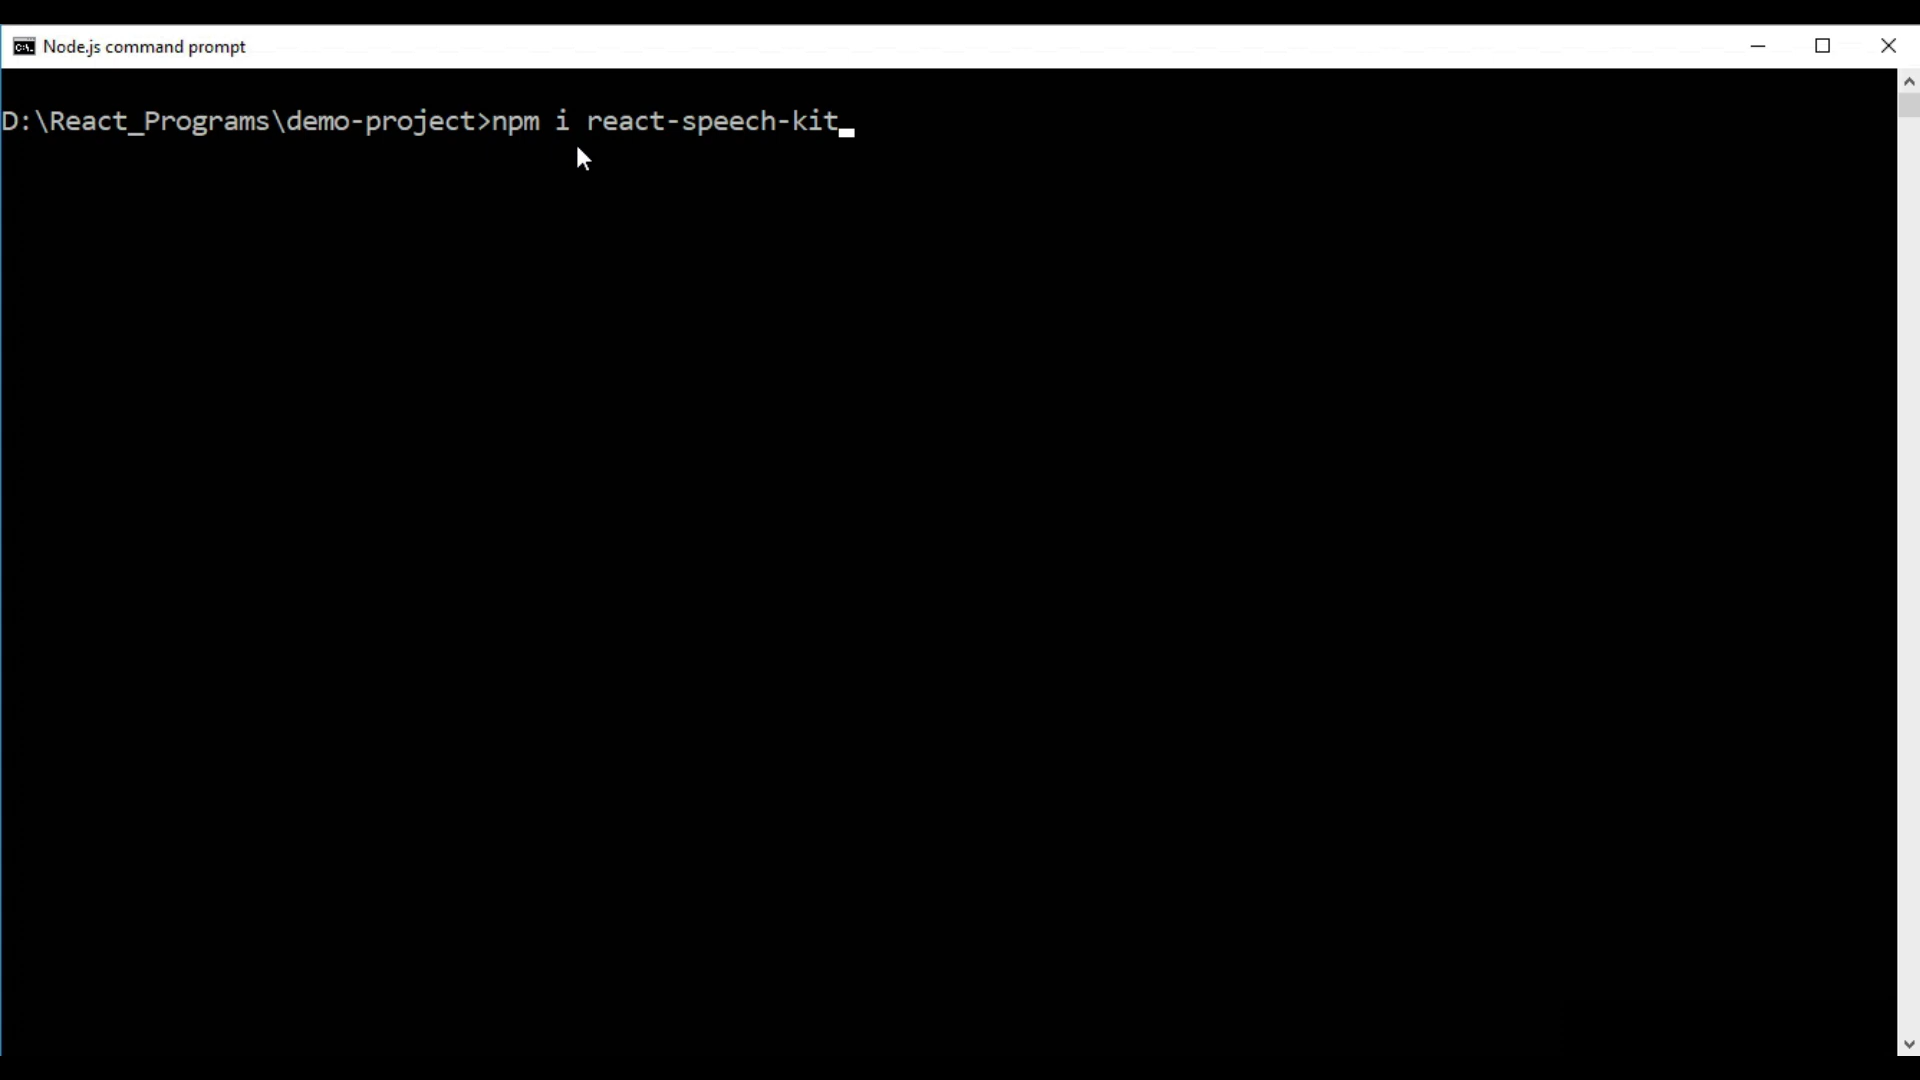 Node.js command prompt
D:\React_Programs\demo-project>npm i react-speech-kit